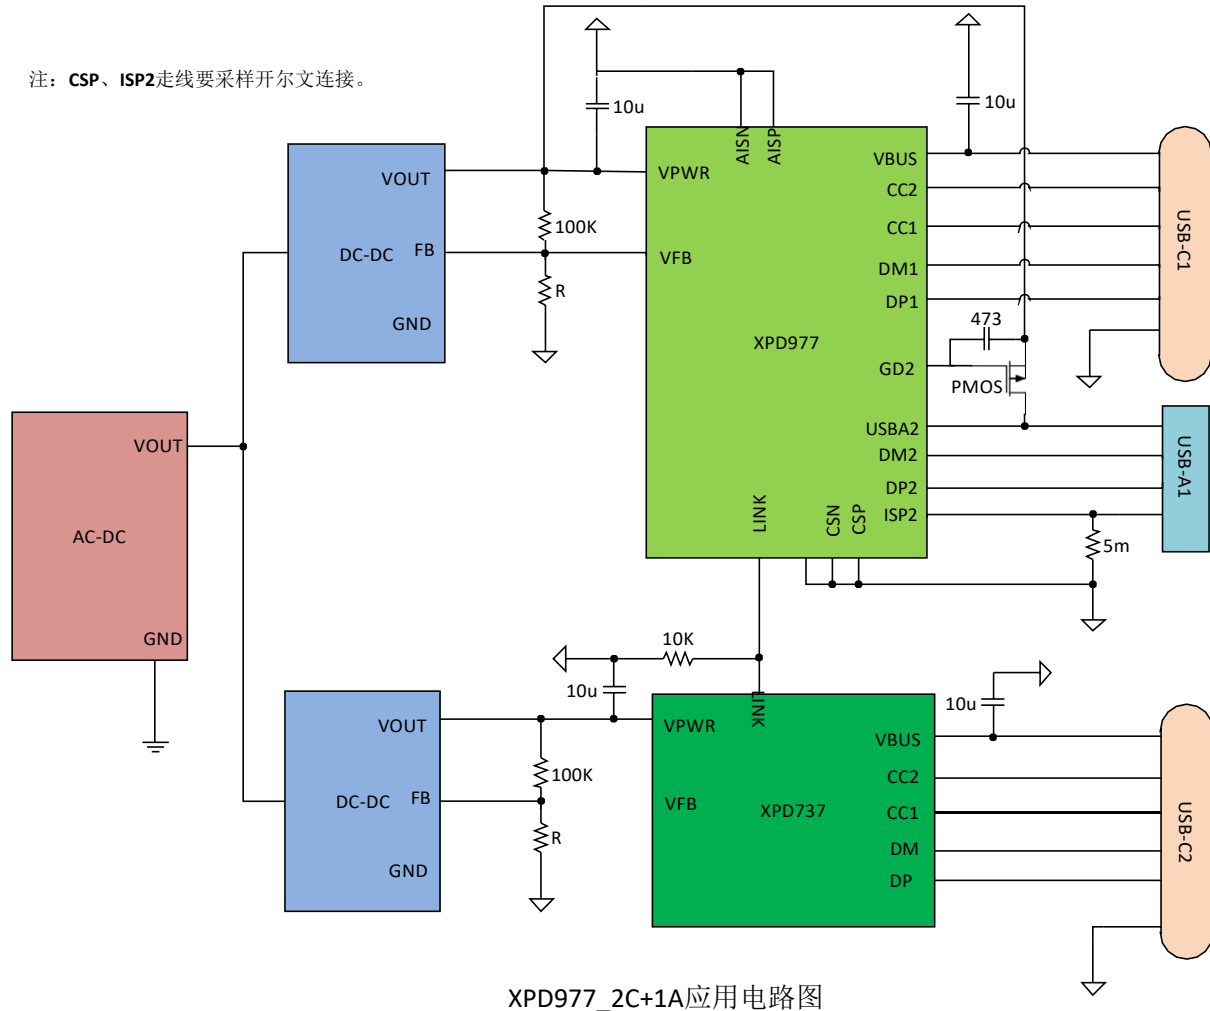 注：CSP、ISP2走线要采样开尔文连接。
10u
10u
AISN
AISP
VOUT
FB
GND
DC-DC
100K
R
VPWR
VFB
XPD977
VBUS
CC2
CC1
DM1
DP1
GD2
USBA2
DM2
DP2
ISP2
LINK
CSN
CSP
473
PMOS
USB-C1
USB-A1
5m
VOUT
AC-DC
GND
10K
10u
VOUT
FB
GND
DC-DC
100K
R
LINK
VPWR
VFB
XPD737
VBUS
CC2
CC1
DM
DP
10u
USB-C2
XPD977_2C+1A应用电路图